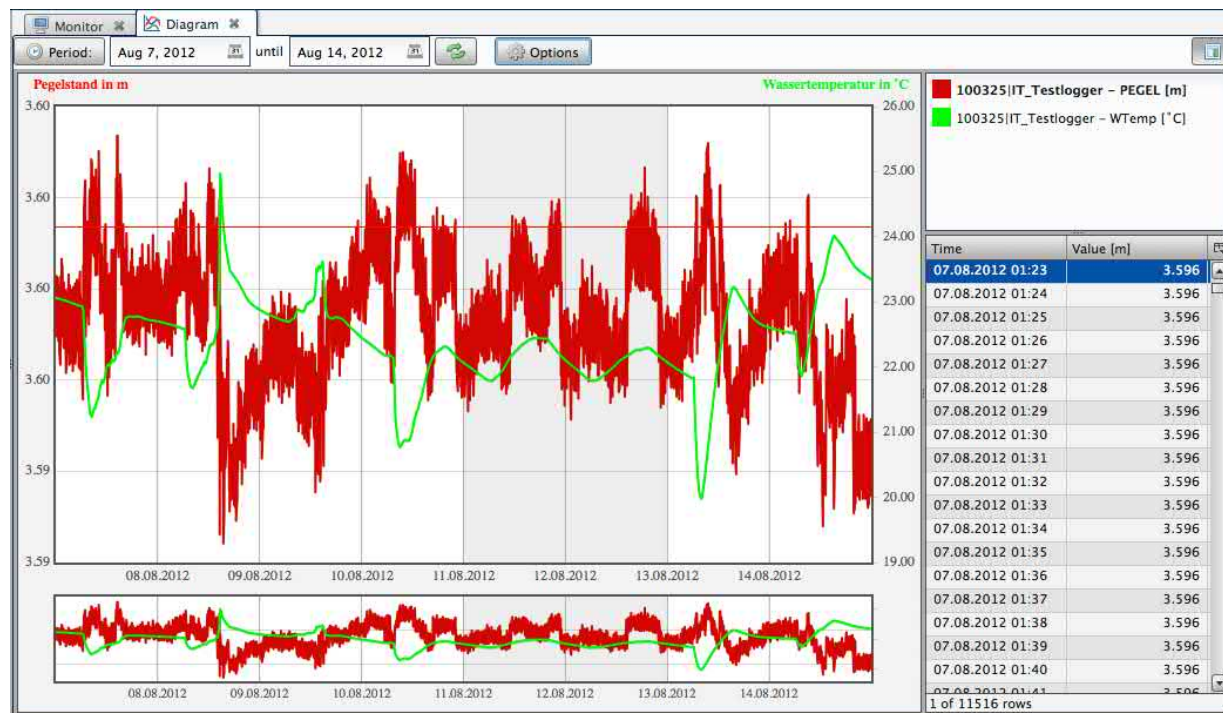 Monitor Diagram
Period: Aug 7, 2012 until Aug 14, 2012 Options
Pegelstand in m Wassertemperatur in °C
3.60 26.00
25.00
3.60
24.00
3.60 23.00
22.00
3.60
21.00
3.59
20.00
3.59 19.00
08.08.2012 09.08.2012 10.08.2012 11.08.2012 12.08.2012 13.08.2012 14.08.2012
08.08.2012 09.08.2012 10.08.2012 11.08.2012 12.08.2012 13.08.2012 14.08.2012
100325|IT_Testlogger - PEGEL [m]
100325|IT_Testlogger - WTemp [°C]
Time Value [m]
07.08.2012 01:23 3.596
07.08.2012 01:24 3.596
07.08.2012 01:25 3.596
07.08.2012 01:26 3.596
07.08.2012 01:27 3.596
07.08.2012 01:28 3.596
07.08.2012 01:29 3.596
07.08.2012 01:30 3.596
07.08.2012 01:31 3.596
07.08.2012 01:32 3.596
07.08.2012 01:33 3.596
07.08.2012 01:34 3.596
07.08.2012 01:35 3.596
07.08.2012 01:36 3.596
07.08.2012 01:37 3.596
07.08.2012 01:38 3.596
07.08.2012 01:39 3.596
07.08.2012 01:40 3.596
07.08.2012 01:41 3.596
1 of 11516 rows